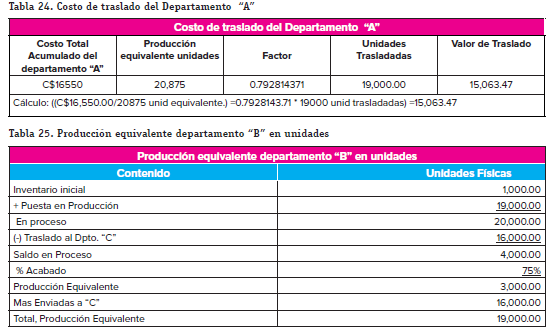 Tabla 24. Costo de traslado del Departamento "A"
Costo de traslado del Departamento "A"
Costo Total Acumulado del departamento "A" Producción equivalente unidades Factor Unidades Trasladadas Valor de Traslado
C$16550 20,875 0.792814371 19,000.00 15,063.47
Cálculo: ((C$16,550.00/20875 unid equivalente.) =0.7928143.71 * 19000 unid trasladadas) =15,063.47
Tabla 25. Producción equivalente departamento "B" en unidades
Producción equivalente departamento "B" en unidades
Contenido Unidades Físicas
Inventario inicial 1,000.00
+ Puesta en Producción 19,000.00
En proceso 20,000.00
(-) Traslado al Dpto. "C" 16,000.00
Saldo en Proceso 4,000.00
% Acabado 75%
Producción Equivalente 3,000.00
Mas Enviadas a "C" 16,000.00
Total, Producción Equivalente 19,000.00